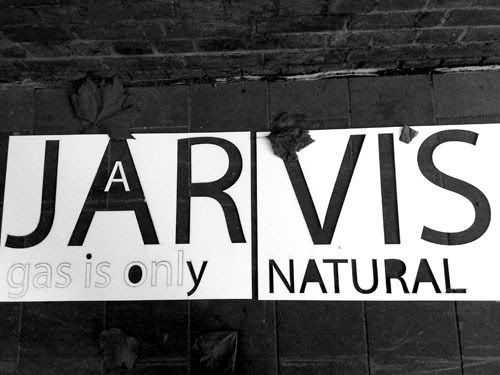 JARVIS
A
gas is only NATURAL